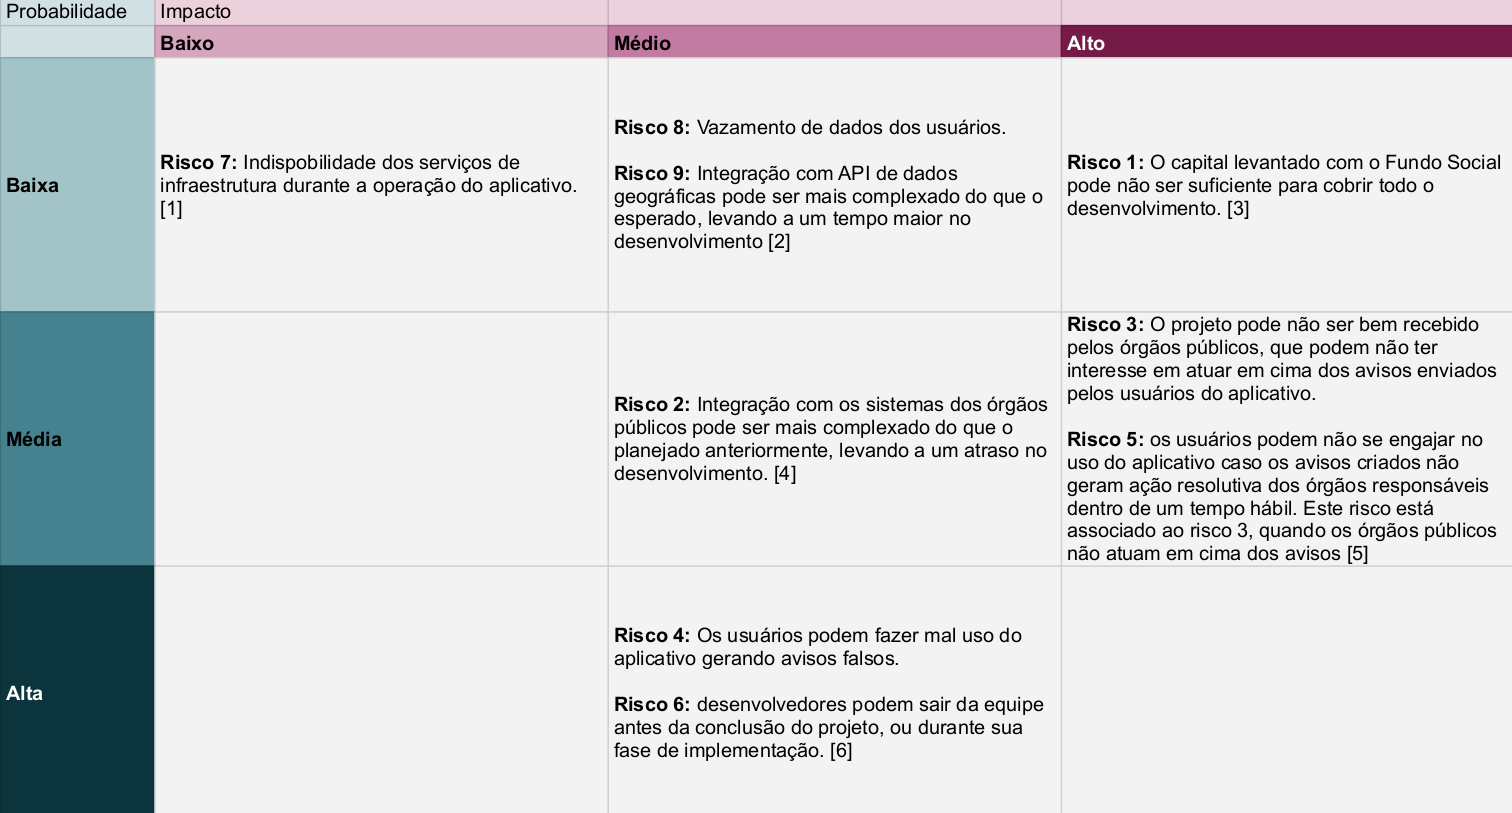 Probabilidade
Impacto
Baixo
Médio
Alto
Baixa
Risco 7: Indispobilidade dos serviços de
infraestrutura durante a operação do aplicativo.
[1]
Risco 8: Vazamento de dados dos usuários.
Risco 9: Integração com API de dados
geográficas pode ser mais complexado do que o
esperado, levando a um tempo maior no
desenvolvimento [2]
Risco 1: O capital levantado com o Fundo Social
pode não ser suficiente para cobrir todo o
desenvolvimento. [3]
Média
Risco 2: Integração com os sistemas dos órgãos
públicos pode ser mais complexado do que o
planejado anteriormente, levando a um atraso no
desenvolvimento. [4]
Risco 3: O projeto pode não ser bem recebido
pelos órgãos públicos, que podem não ter
interesse em atuar em cima dos avisos enviados
pelos usuários do aplicativo.
Risco 5: os usuários podem não se engajar no
uso do aplicativo caso os avisos criados não
geram ação resolutiva dos órgãos responsáveis
dentro de um tempo hábil. Este risco está
associado ao risco 3, quando os órgãos públicos
não atuam em cima dos avisos [5]
Alta
Risco 4: Os usuários podem fazer mal uso do
aplicativo gerando avisos falsos.
Risco 6: desenvolvedores podem sair da equipe
antes da conclusão do projeto, ou durante sua
fase de implementação. [6]